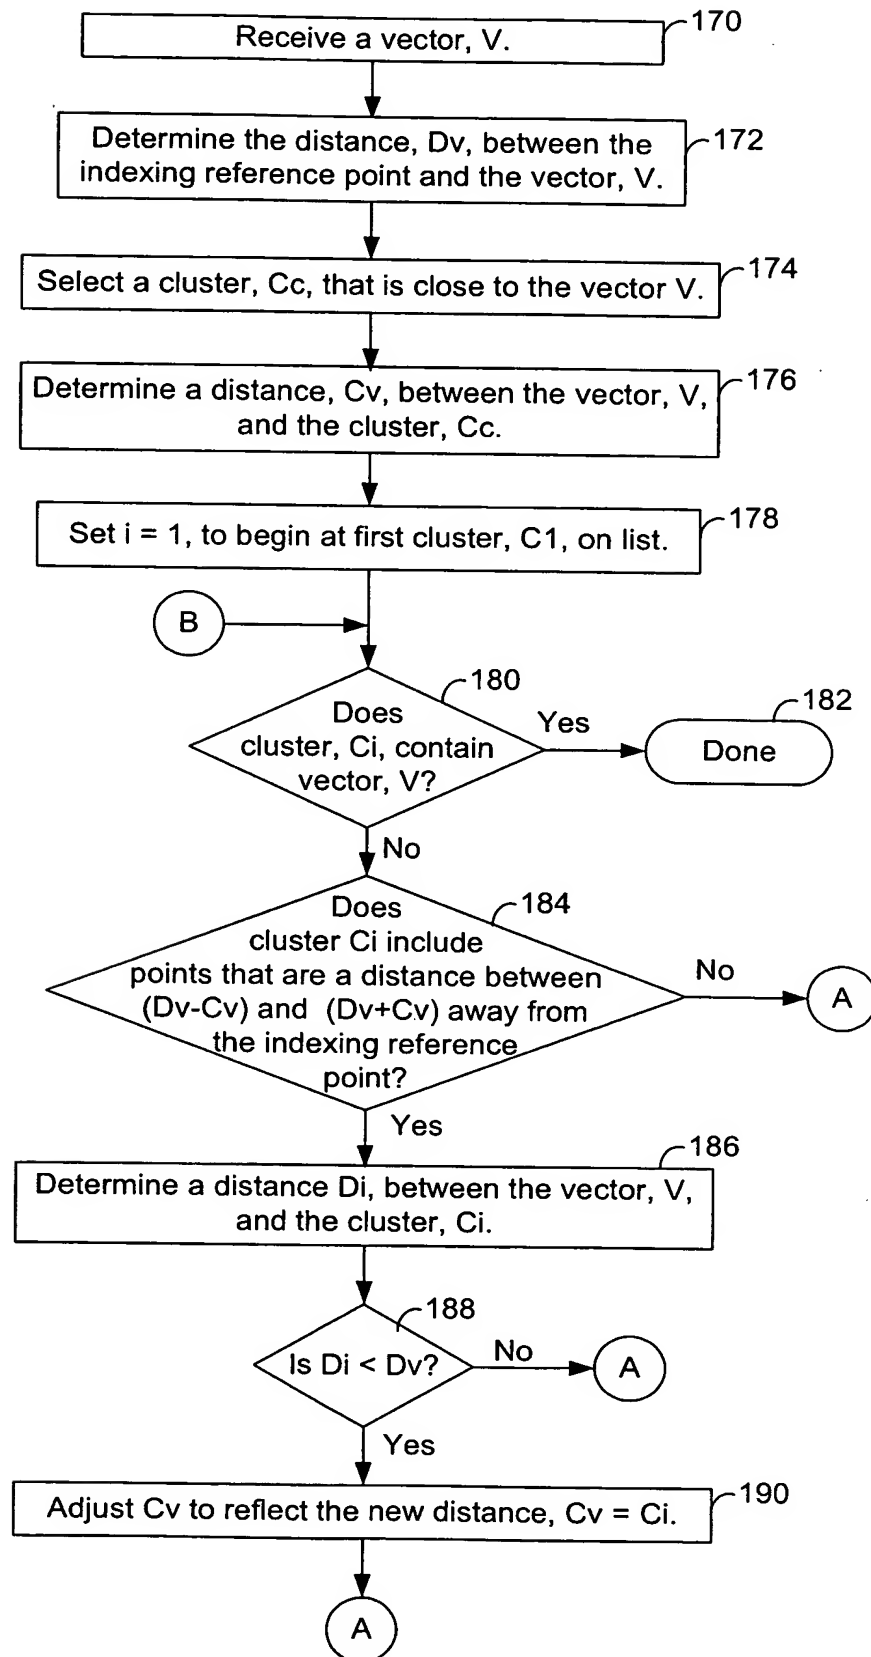 Receive a vector, V.
170
Determine the distance, Dv, between the
indexing reference point and the vector, V.
172
Select a cluster, Cc, that is close to the vector V.
174
Determine a distance, Cv, between the vector, V,
and the cluster, Cc.
176
Set i = 1, to begin at first cluster, C1, on list.
178
B
180
Does
cluster, Ci, contain
vector, V?
Yes
182
Done
No
184
Does
cluster Ci include
points that are a distance between
(Dv-Cv) and (Dv+Cv) away from
the indexing reference
point?
No
A
Yes
186
Determine a distance Di, between the vector, V,
and the cluster, Ci.
188
Is Di < Dv?
No
A
Yes
Adjust Cv to reflect the new distance, Cv = Ci.
190
A